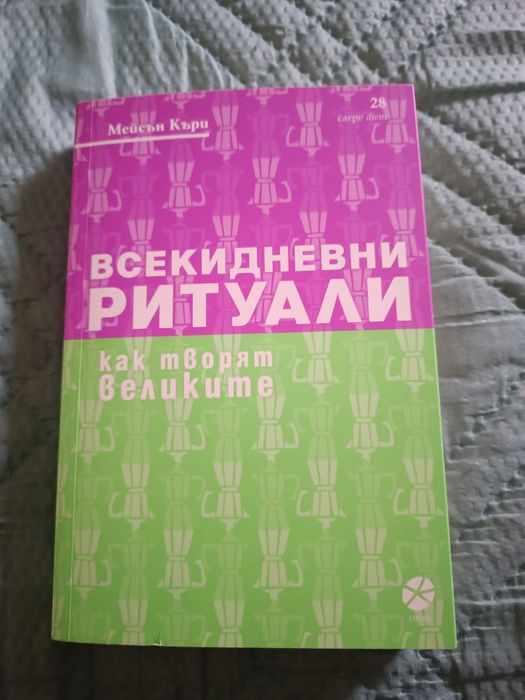 Мейсън Къри
28
carpe diem
ВСЕКИДНЕВНИ
РИТУАЛИ
как творят
великите